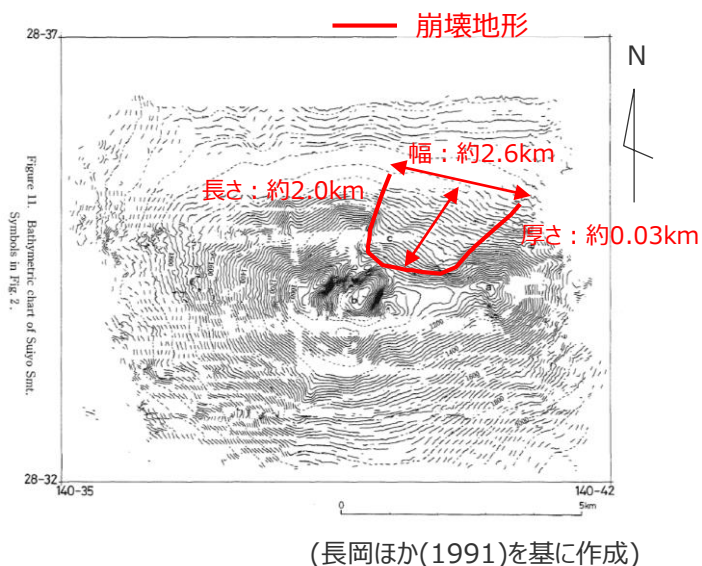 崩壊地形
28-37
N
幅：約2.6km
長さ：約2.0km
厚さ：約0.03km
Figure 11. Bathymetric chart of Suiyo Smt.
Symbols in Fig. 2.
28-32
140-35
140-42
0
5km
(長岡ほか(1991)を基に作成)